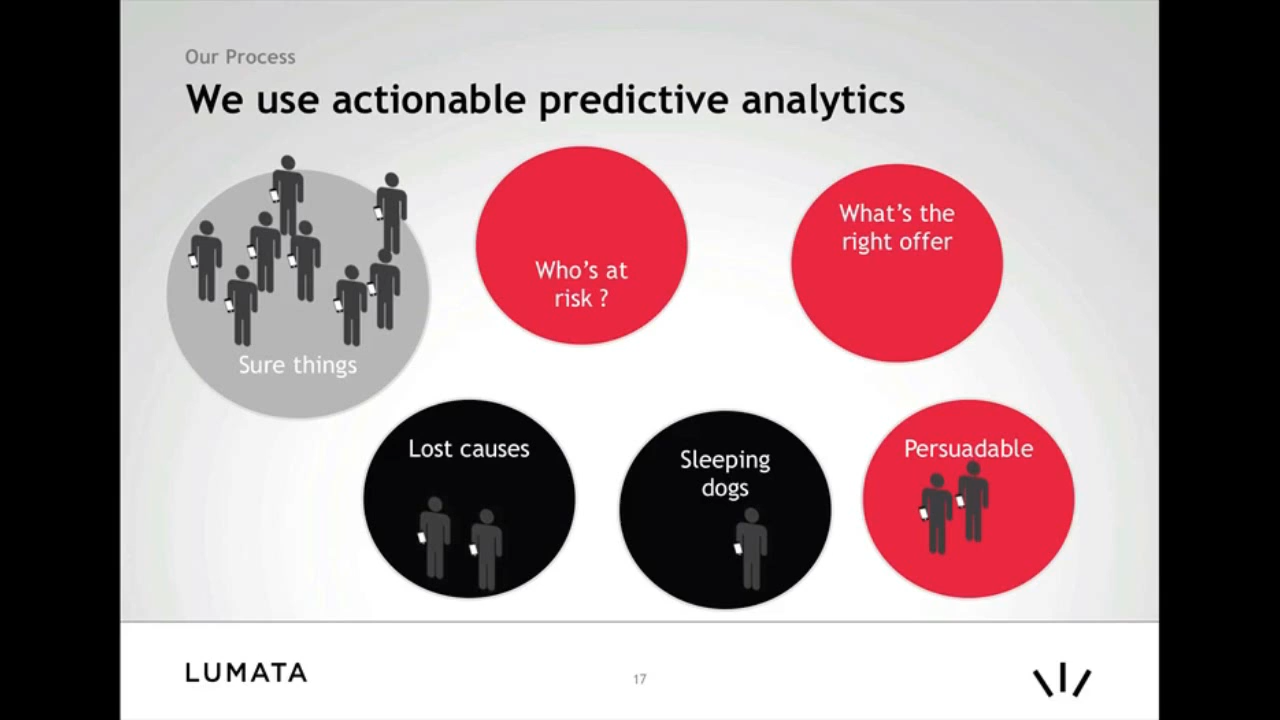 Our Process
We use actionable predictive analytics
Sure things
Who's at
risk ?
What's the
right offer
Lost causes
Sleeping
dogs
Persuadable
LUMATA
17